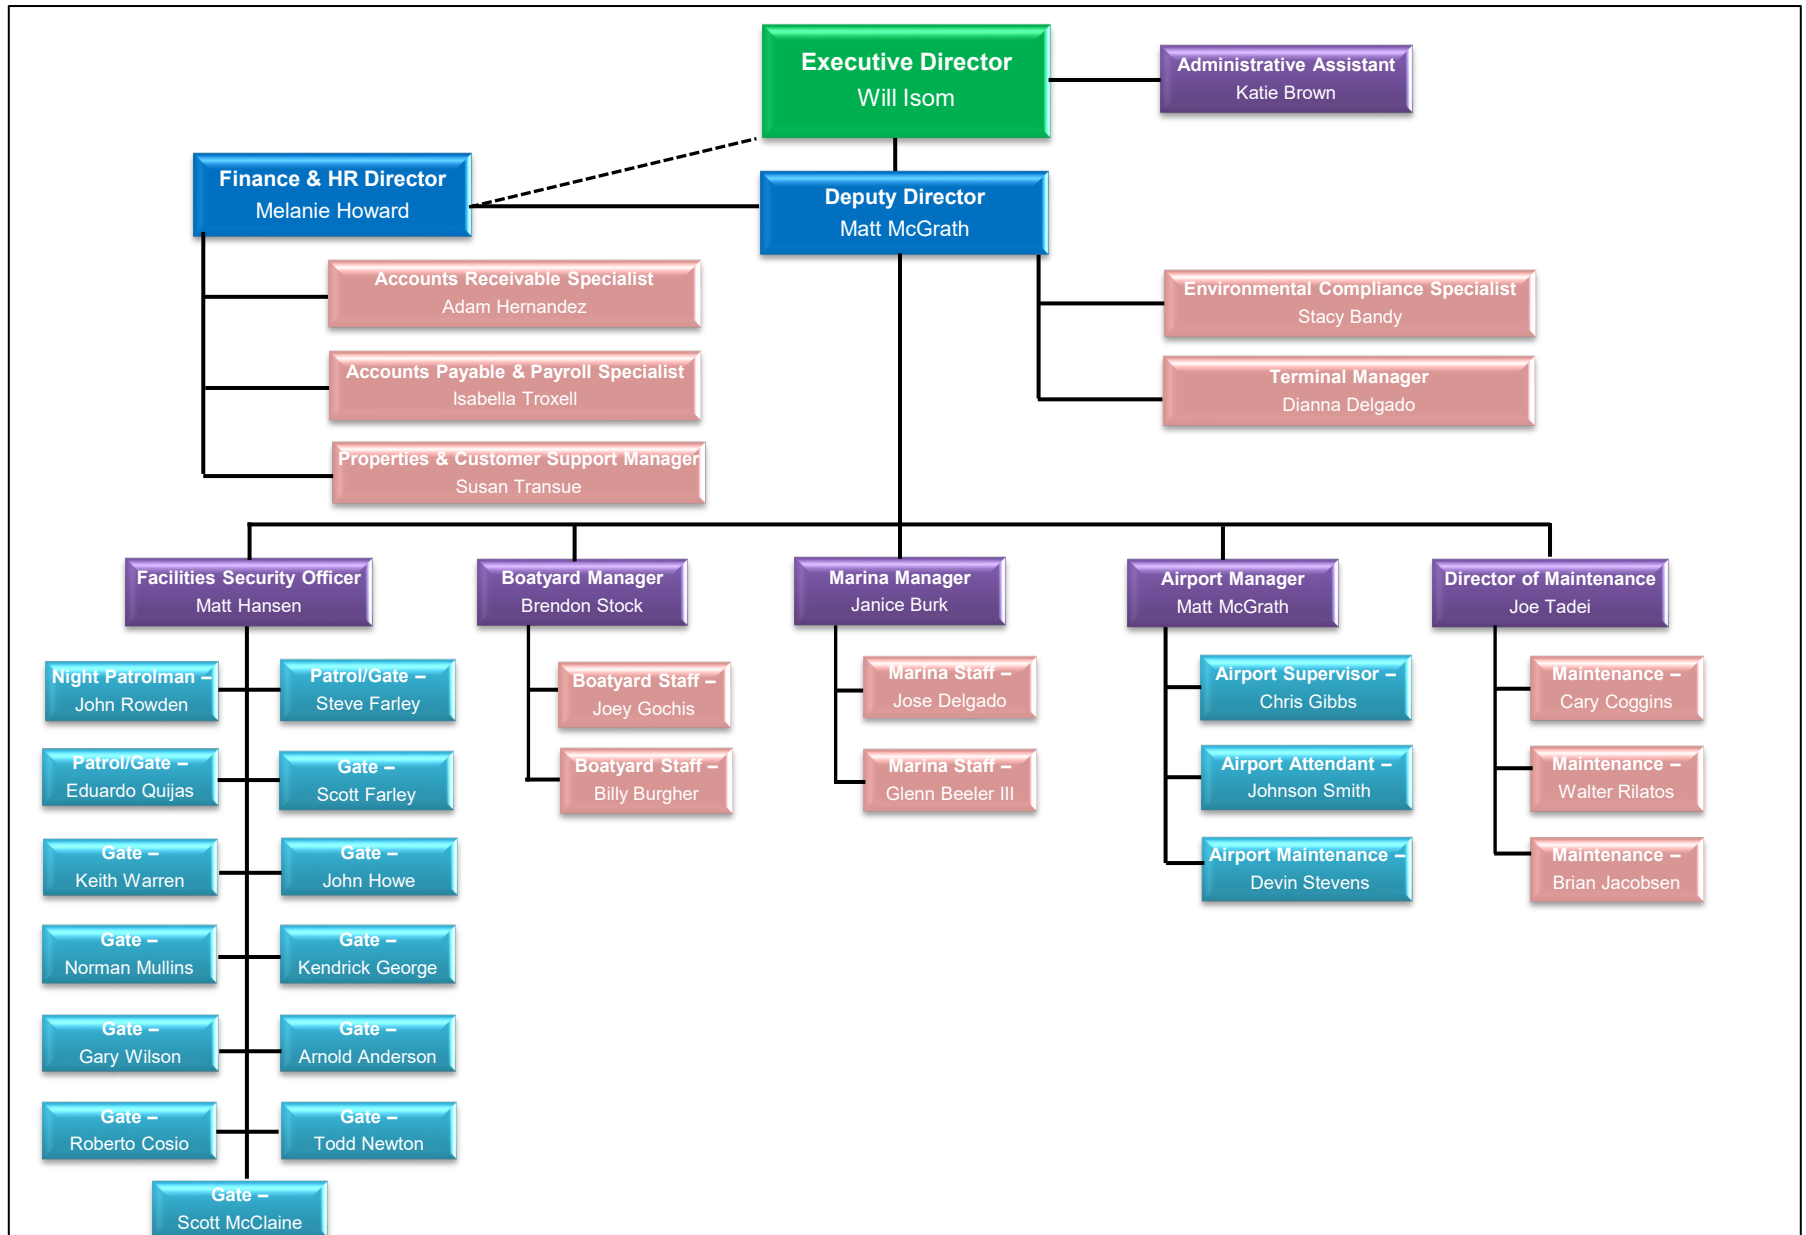 Executive Director
Will Isom
Administrative Assistant
Katie Brown
Finance & HR Director
Melanie Howard
Deputy Director
Matt McGrath
Accounts Receivable Specialist
Adam Hernandez
Accounts Payable & Payroll Specialist
Isabella Troxell
Properties & Customer Support Manager
Susan Transue
Environmental Compliance Specialist
Stacy Bandy
Terminal Manager
Dianna Delgado
Facilities Security Officer
Matt Hansen
Boatyard Manager
Brendon Stock
Marina Manager
Janice Burk
Airport Manager
Matt McGrath
Director of Maintenance
Joe Tadei
Night Patrolman –
John Rowden
Patrol/Gate –
Steve Farley
Patrol/Gate –
Eduardo Quijas
Gate –
Scott Farley
Gate –
Keith Warren
Gate –
John Howe
Gate –
Norman Mullins
Gate –
Kendrick George
Gate –
Gary Wilson
Gate –
Arnold Anderson
Gate –
Roberto Cosio
Gate –
Todd Newton
Gate –
Scott McClaine
Boatyard Staff –
Joey Gochis
Boatyard Staff –
Billy Burgher
Marina Staff –
Jose Delgado
Marina Staff –
Glenn Beeler III
Airport Supervisor –
Chris Gibbs
Airport Attendant –
Johnson Smith
Airport Maintenance –
Devin Stevens
Maintenance –
Cary Coggins
Maintenance –
Walter Rilatos
Maintenance –
Brian Jacobsen